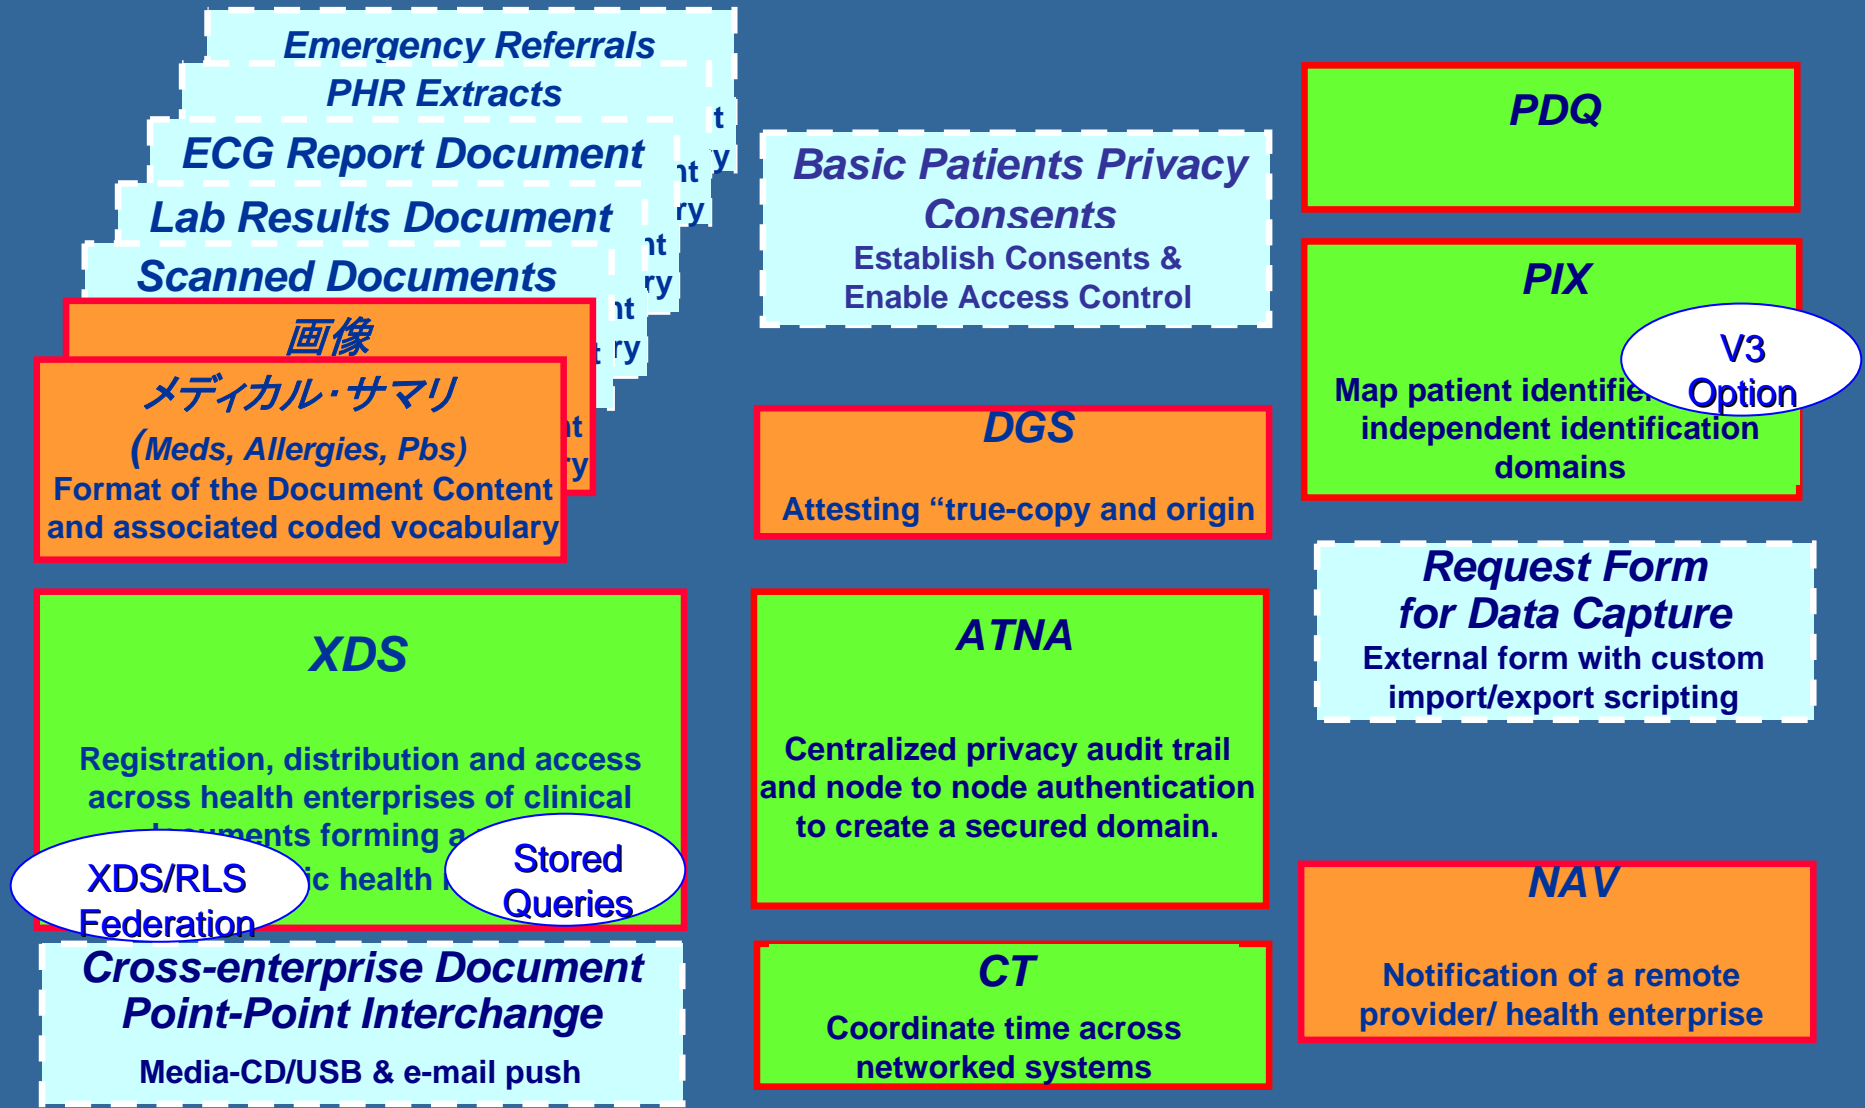 Emergency Referrals
PHR Extracts
ECG Report Document
Lab Results Document
Scanned Documents
画像
メディカル・サマリ
(Meds, Allergies, Pbs)
Format of the Document Content
and associated coded vocabulary
XDS
Registration, distribution and access
across health enterprises of clinical
forming a
health
XDS/RLS
Federation
Stored
Queries
Cross-enterprise Document
Point-Point Interchange
Media-CD/USB & e-mail push
Basic Patients Privacy
Consents
Establish Consents &
Enable Access Control
DGS
Attesting “true-copy and origin
ATNA
Centralized privacy audit trail
and node to node authentication
to create a secured domain.
CT
Coordinate time across
networked systems
PDQ
PIX
Map patient
independent identification
domains
V3
Option
Request Form
for Data Capture
External form with custom
import/export scripting
NAV
Notification of a remote
provider/ health enterprise